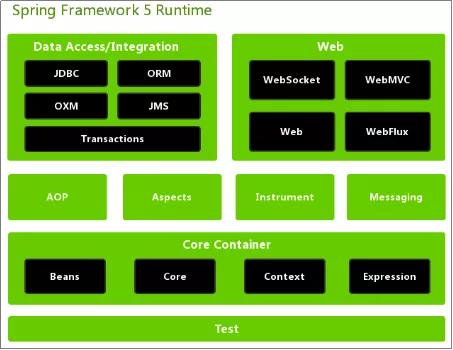 Spring Framework 5 Runtime
Data Access/Integration
JDBC
ORM
OXM
JMS
Transactions
Web
WebSocket
WebMVC
Web
WebFlux
AOP
Aspects
Instrument
Messaging
Core Container
Beans
Core
Context
Expression
Test